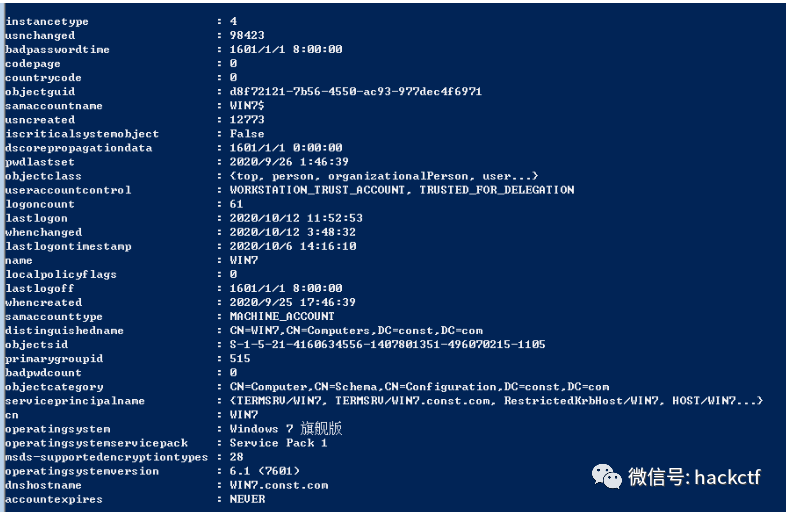 instancetype : 4
usnchanged : 98423
badpasswordtime : 1601/1/1 8:00:00
codepage : 0
countrycode : 0
objectguid : d8f72121-7b56-4550-ac93-977dec4f6971
samaccountname : WIN7$
usncreated : 12773
iscriticalsystemobject : False
dscorepropagationdata : 1601/1/1 0:00:00
pwdlastset : 2020/9/26 1:46:39
objectclass : {top, person, organizationalPerson, user...}
useraccountcontrol : WORKSTATION_TRUST_ACCOUNT, TRUSTED_FOR_DELEGATION
logoncount : 61
lastlogon : 2020/10/12 11:52:53
whenchanged : 2020/10/12 3:48:32
lastlogontimestamp : 2020/10/6 14:16:10
name : WIN7
localpolicyflags : 0
lastlogoff : 1601/1/1 8:00:00
whencreated : 2020/9/25 17:46:39
samaccounttype : MACHINE_ACCOUNT
distinguishedname : CN=WIN7,CN=Computers,DC=const,DC=com
objectsid : S-1-5-21-4160634556-1407801351-496070215-1105
primarygroupid : 515
badpwdcount : 0
objectcategory : CN=Computer,CN=Schema,CN=Configuration,DC=const,DC=com
serviceprincipalname : {TERMSRV/WIN7, TERMSRV/WIN7.const.com, RestrictedKrbHost/WIN7, HOST/WIN7...}
cn : WIN7
operatingsystem : Windows 7 旗舰版
operatingsystemservicepack : Service Pack 1
msds-supportedencryptiontypes : 28
operatingsystemversion : 6.1 (7601)
dnshostname : WIN7.const.com
accountexpires : NEVER
微信号: hackctf